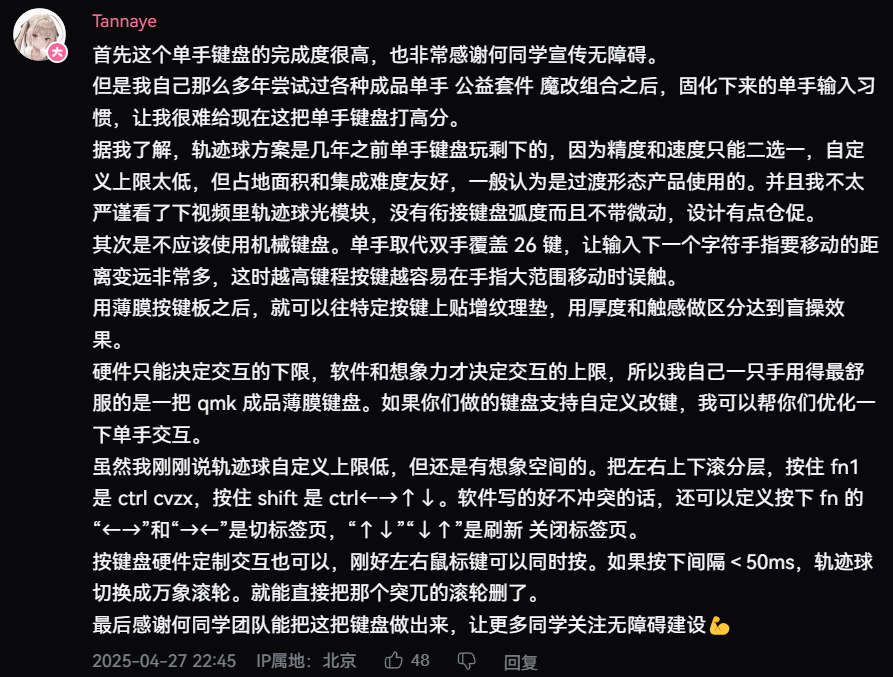 Tannaye
大
首先这个单手键盘的完成度很高，也非常感谢何同学宣传无障碍。
但是我自己那么多年尝试过各种成品单手 公益套件 魔改组合之后，固化下来的单手输入习
惯，让我很难给现在这把单手键盘打高分。
据我了解，轨迹球方案是几年之前单手键盘玩剩下的，因为精度和速度只能二选一，自定
义上限太低，但占地面积和集成难度友好，一般认为是过渡形态产品使用的。并且我不太
严谨看了下视频里轨迹球光模块，没有衔接键盘弧度而且不带微动，设计有点仓促。
其次是不应该使用机械键盘。单手取代双手覆盖 26 键，让输入下一个字符手指要移动的距
离变远非常多，这时越高键程按键越容易在手指大范围移动时误触。
用薄膜按键板之后，就可以往特定按键上贴增纹理垫，用厚度和触感做区分达到盲操效
果。
硬件只能决定交互的下限，软件和想象力才决定交互的上限，所以我自己一只手用得最舒
服的是一把 qmk 成品薄膜键盘。如果你们做的键盘支持自定义改键，我可以帮你们优化一
下单手交互。
虽然我刚刚说轨迹球自定义上限低，但还是有想象空间的。把左右上下滚分层，按住 fn1
是 ctrl cvzx，按住 shift 是 ctrl←→↑↓。软件写的好不冲突的话，还可以定义按下 fn 的
“←→”和“→←”是切标签页，“↑↓”“↓↑”是刷新 关闭标签页。
按键盘硬件定制交互也可以，刚好左右鼠标键可以同时按。如果按下间隔 < 50ms，轨迹球
切换成万象滚轮。就能直接把那个突兀的滚轮删了。
最后感谢何同学团队能把这把键盘做出来，让更多同学关注无障碍建设💪
2025-04-27 22:45 IP属地：北京 48 回复